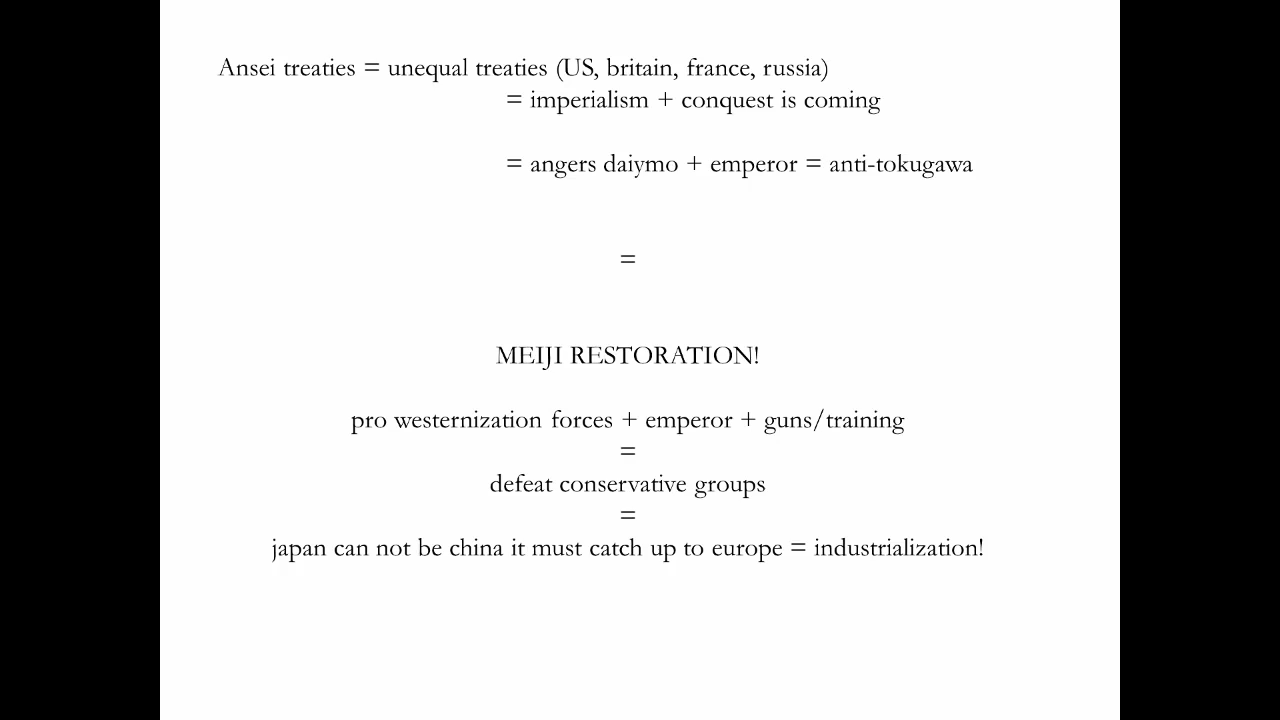 Ansei treaties = unequal treaties (US, britain, france, russia)
= imperialism + conquest is coming
= angers daiymo + emperor = anti-tokugawa
=
MEIJI RESTORATION!
pro westernization forces + emperor + guns/training
=
defeat conservative groups
=
japan can not be china it must catch up to europe = industrialization!